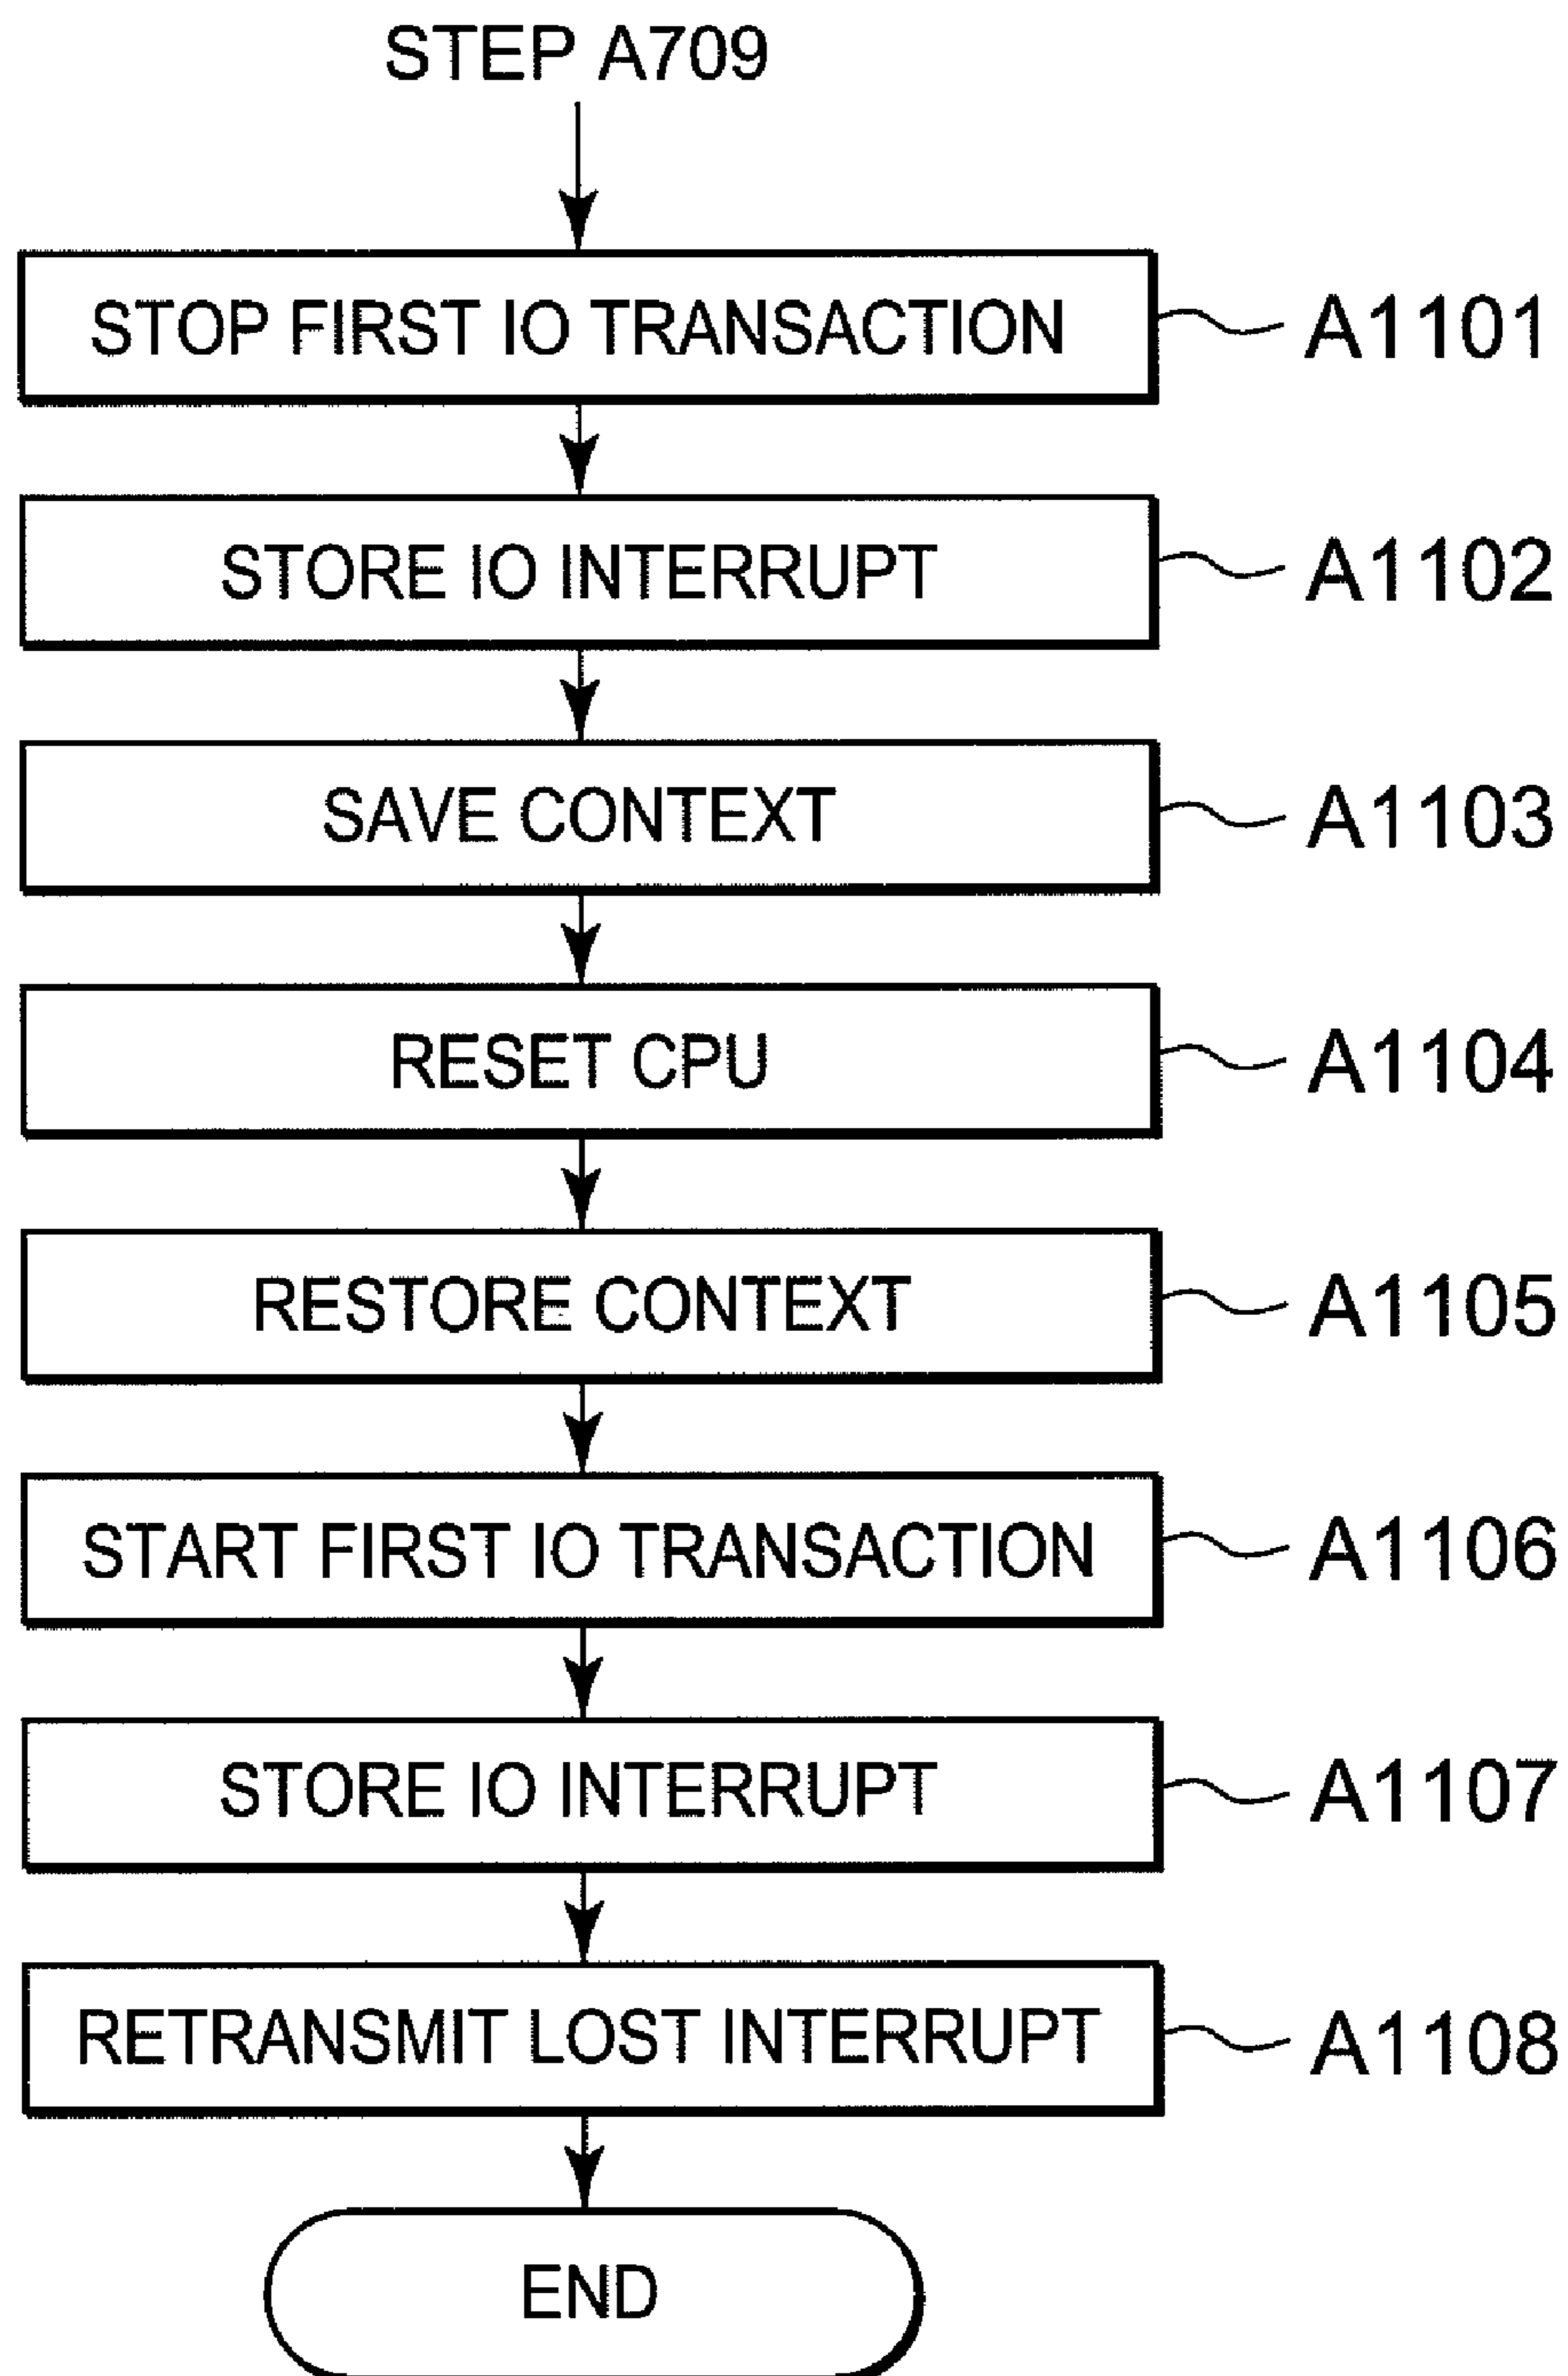 STEP A709
STOP FIRST IO TRANSACTION A1101
STORE IO INTERRUPT A1102
SAVE CONTEXT A1103
RESET CPU A1104
RESTORE CONTEXT A1105
START FIRST IO TRANSACTION A1106
STORE IO INTERRUPT A1107
RETRANSMIT LOST INTERRUPT A1108
END